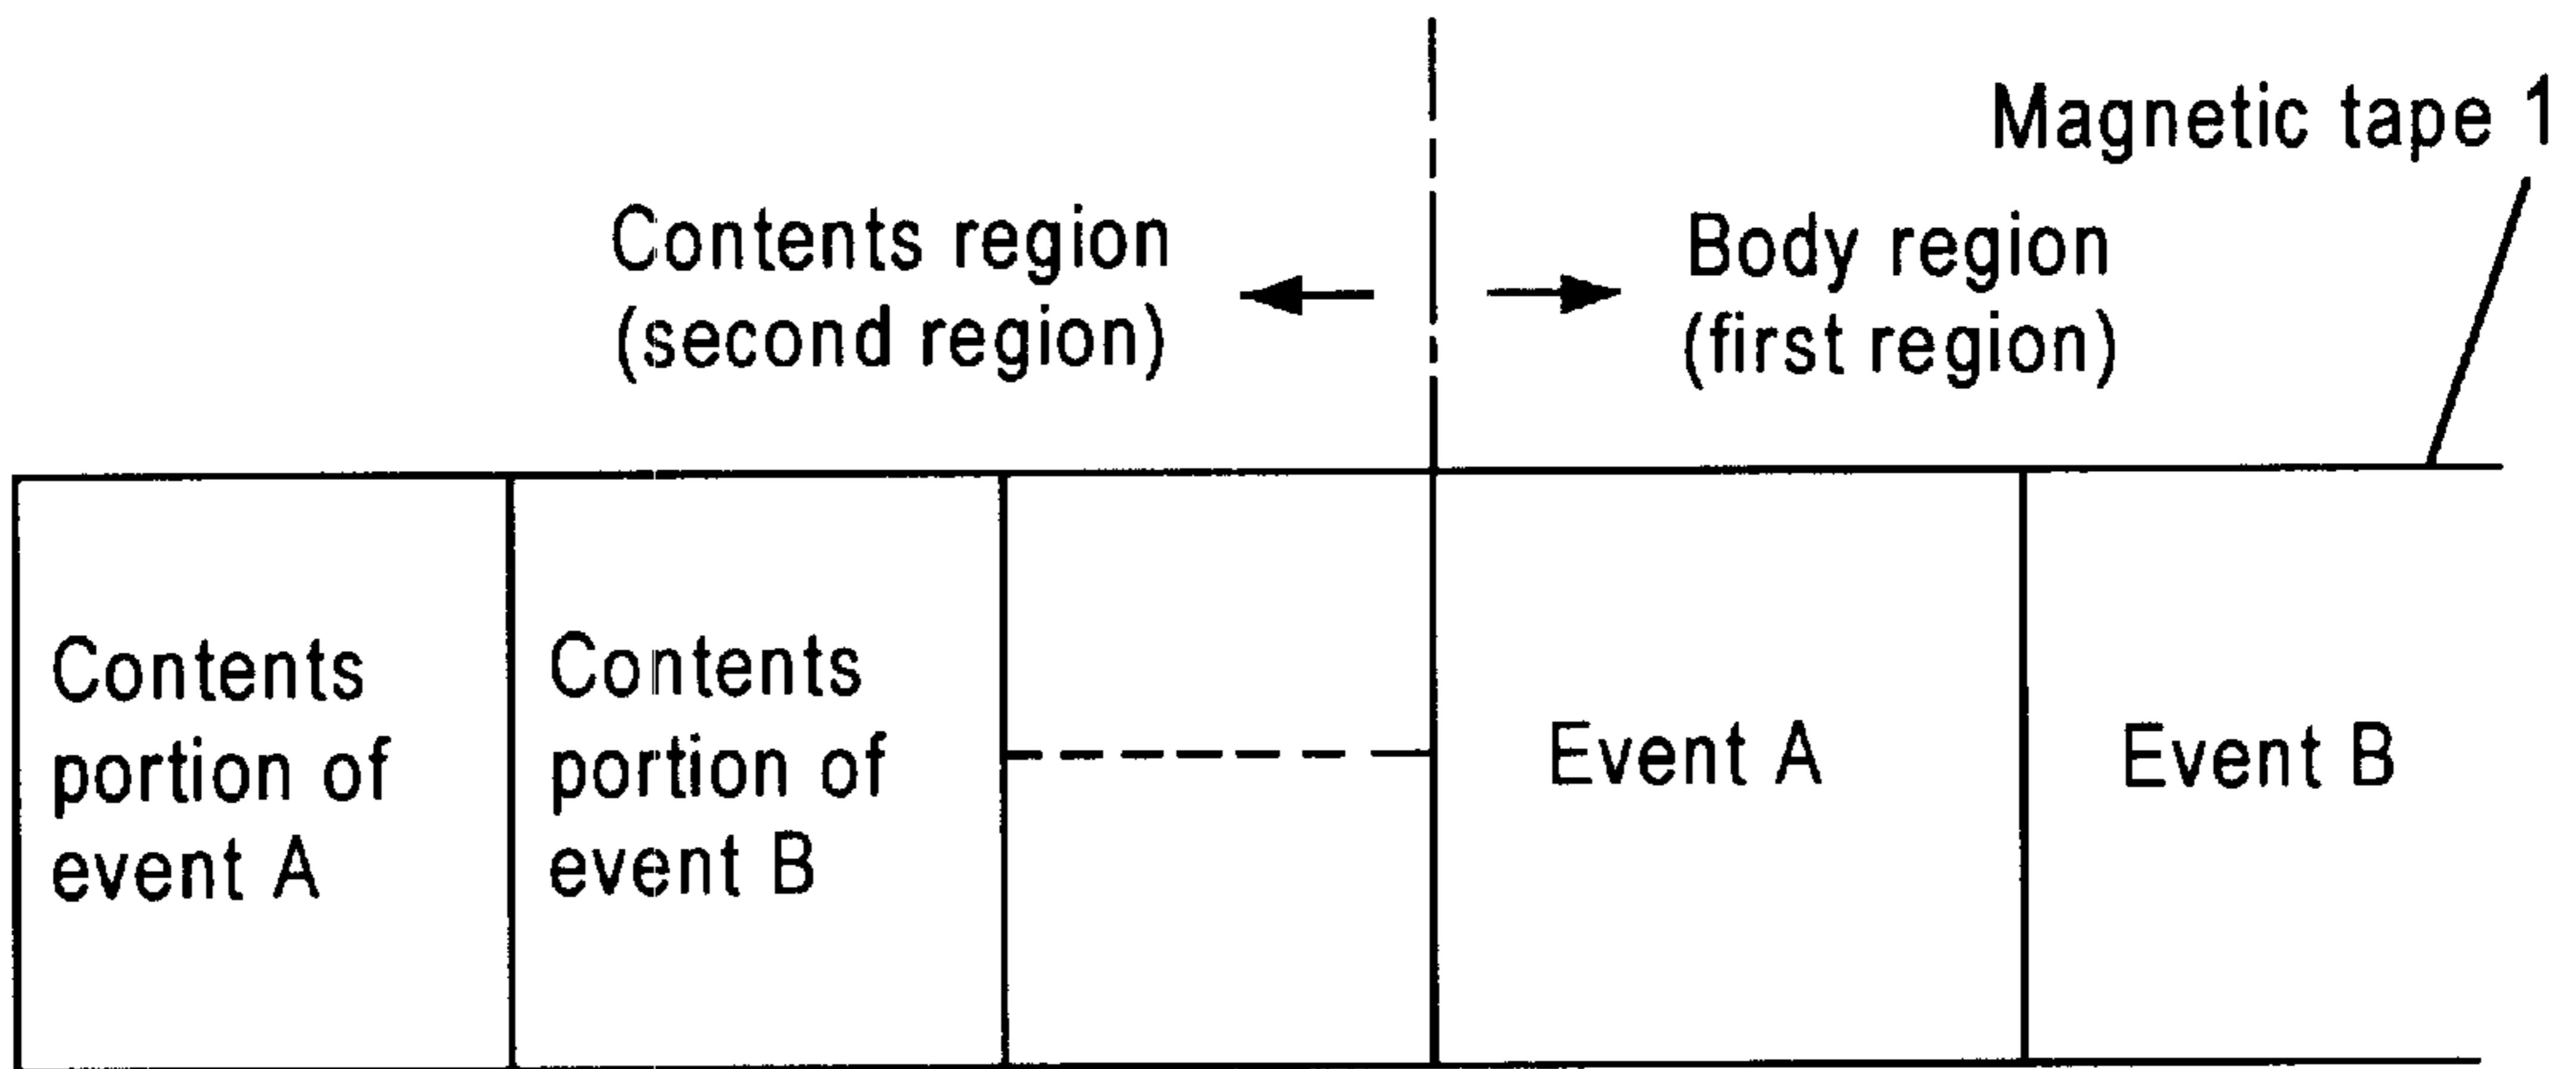 Magnetic tape 1
Contents region
(second region)
Body region
(first region)
Contents
portion of
event A
Contents
portion of
event B
Event A
Event B